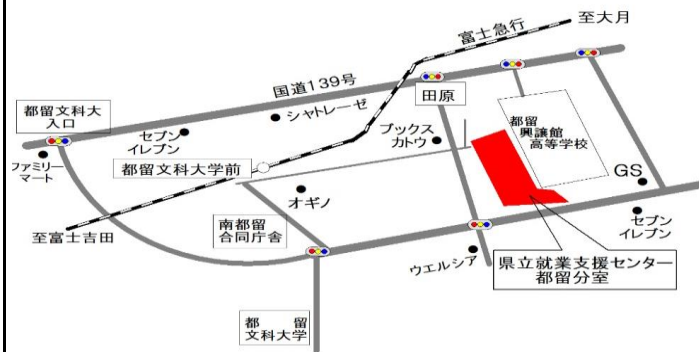 至大月
富士急行
国道139号
都留文科大
入口
セブン
イレブン
シャトレーゼ
田原
ブックス
カトウ
都留
興譲館
高等学校
ファミリー
マート
都留文科大学前
GS
オギノ
至富士吉田
南都留
合同庁舎
セブン
イレブン
ウエルシア
県立就業支援センター
都留分室
都　留
文科大学